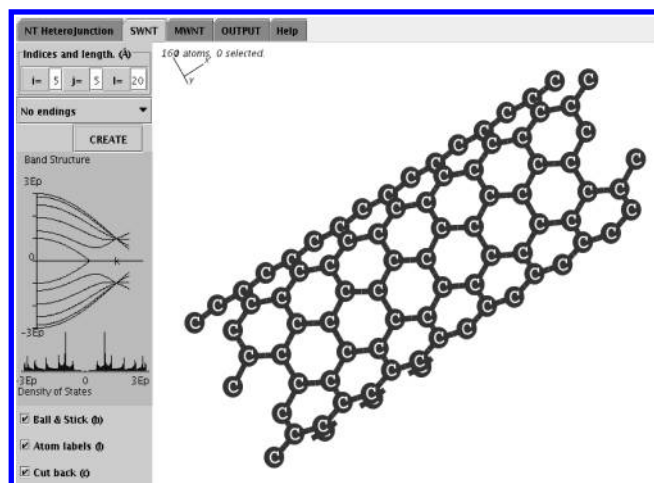 NT HeteroJunction SWNT MWNT OUTPUT Help
Indices and length. (Å)
i= 5 j= 5 l= 20
No endings
CREATE
Band Structure
3Ep
0
k
-3Ep
-3Ep 0 3Ep
Density of States
Ball & Stick (b)
Atom labels (l)
Cut back (c)
160 atoms, 0 selected.
X
Y
C C C C C C C C C C C C C C C C C C C C